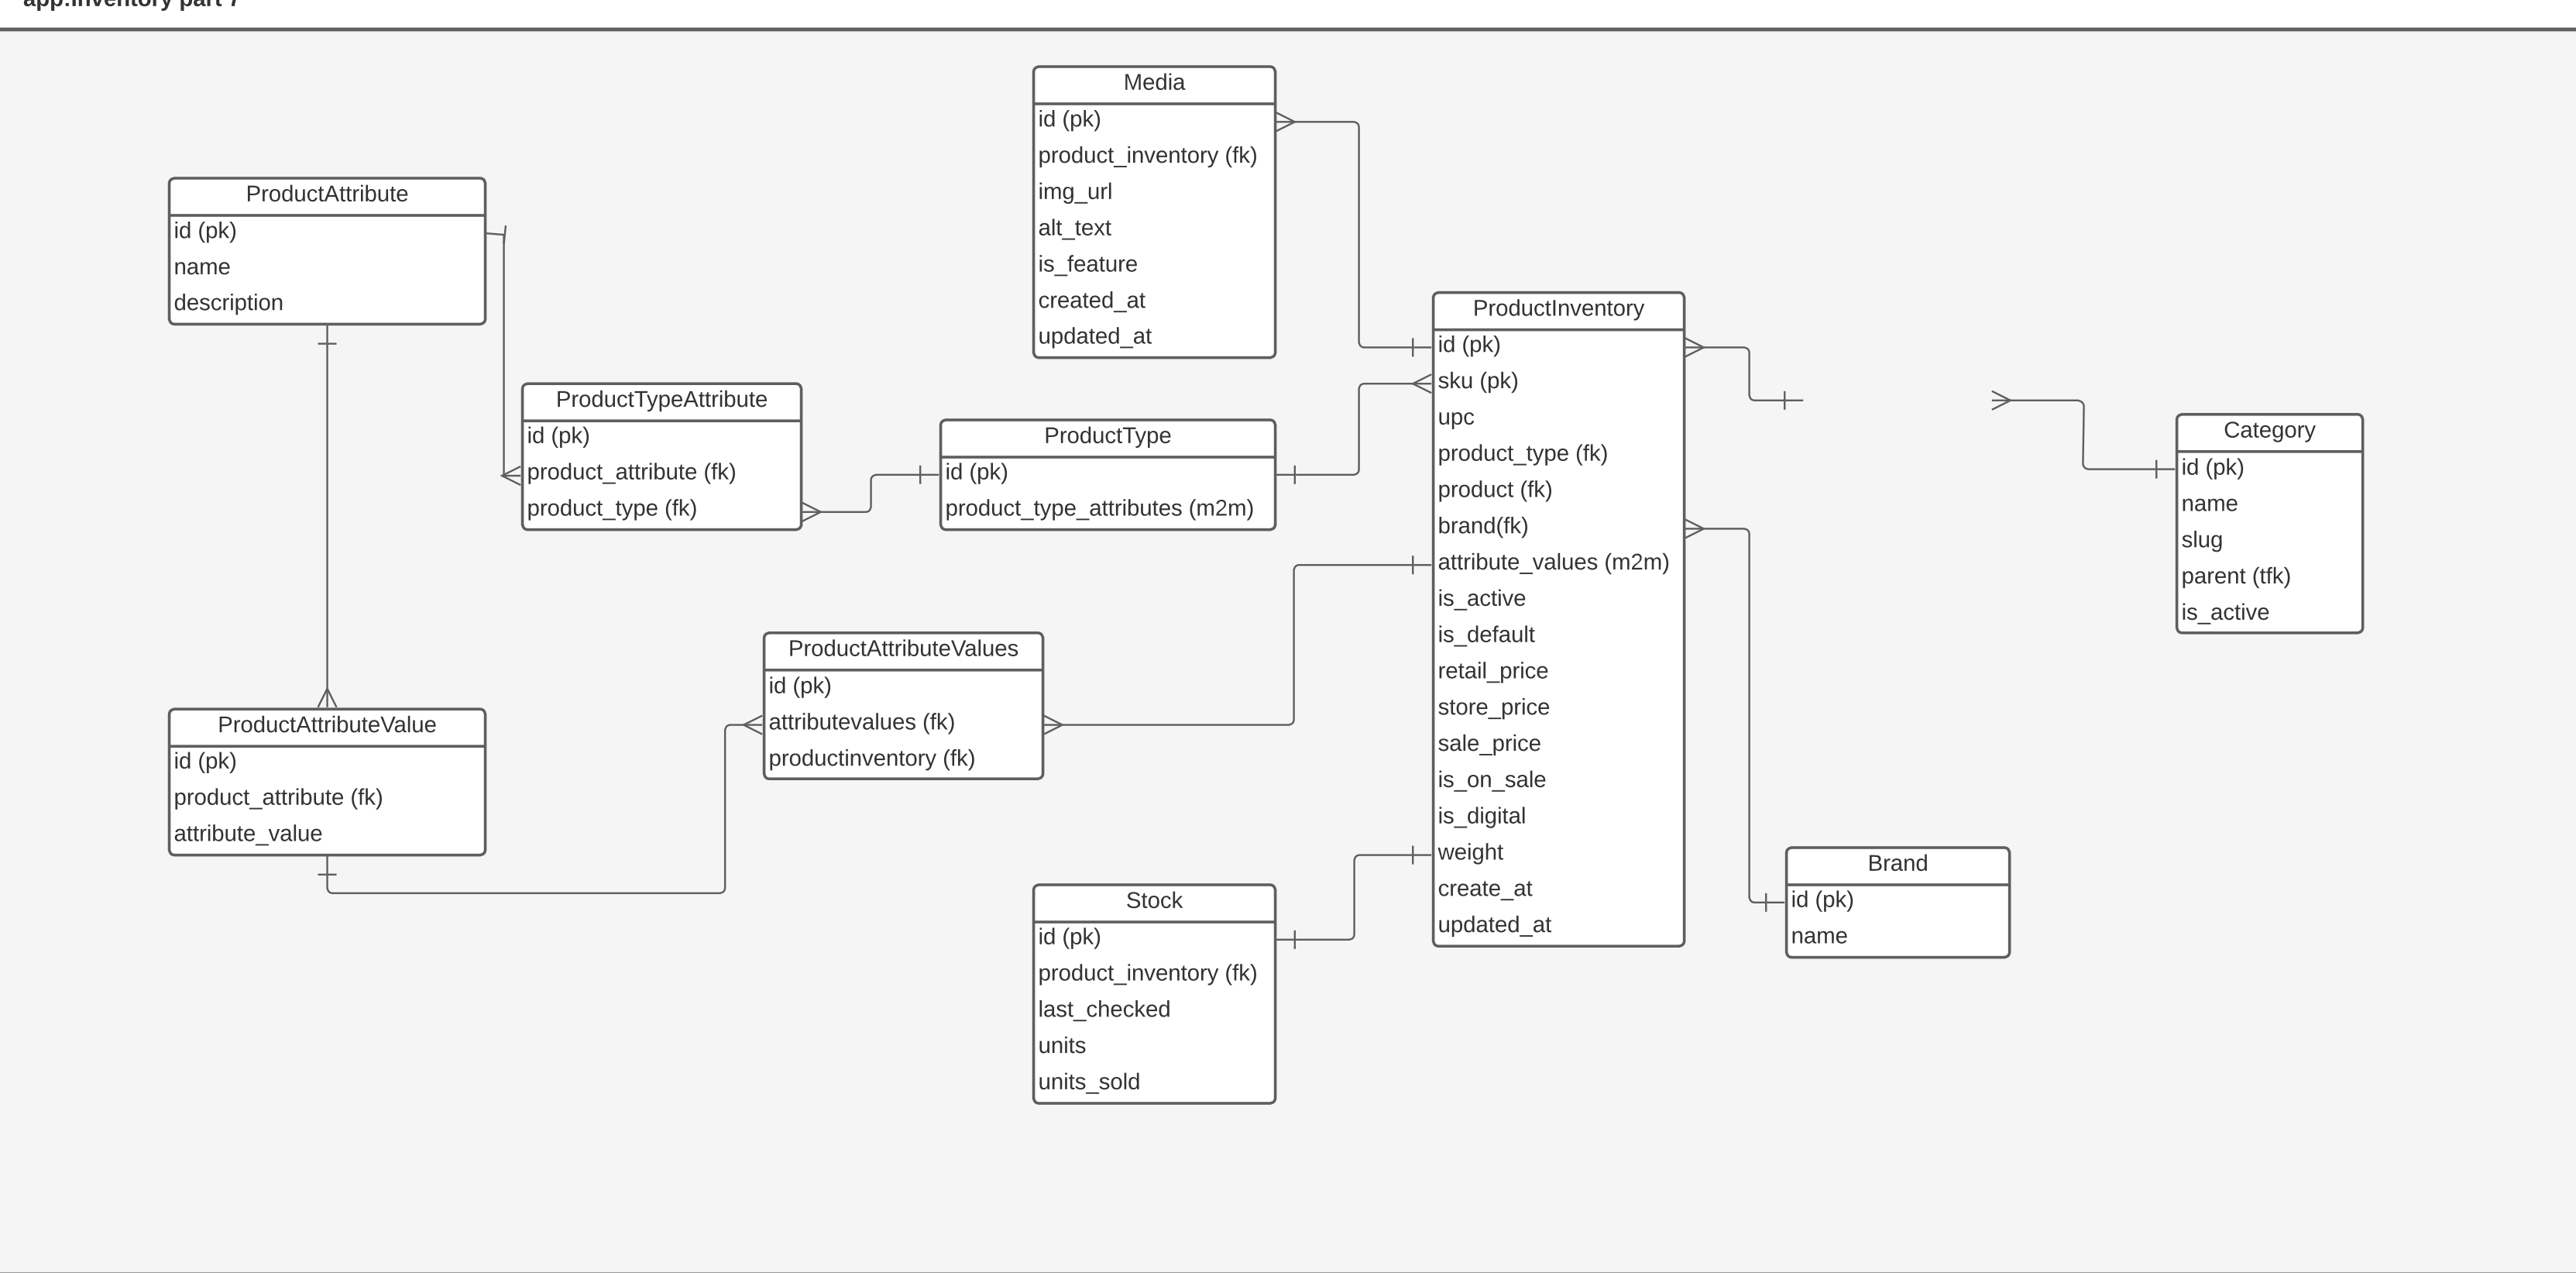 app:inventory part 7
Media
id (pk)
product_inventory (fk)
img_url
alt_text
is_feature
created_at
updated_at
ProductAttribute
id (pk)
name
description
ProductInventory
id (pk)
sku (pk)
upc
product_type (fk)
product (fk)
brand(fk)
attribute_values (m2m)
is_active
is_default
retail_price
store_price
sale_price
is_on_sale
is_digital
weight
create_at
updated_at
ProductTypeAttribute
id (pk)
product_attribute (fk)
product_type (fk)
ProductType
id (pk)
product_type_attributes (m2m)
Category
id (pk)
name
slug
parent (tfk)
is_active
ProductAttributeValues
id (pk)
attributevalues (fk)
productinventory (fk)
ProductAttributeValue
id (pk)
product_attribute (fk)
attribute_value
Brand
id (pk)
name
Stock
id (pk)
product_inventory (fk)
last_checked
units
units_sold